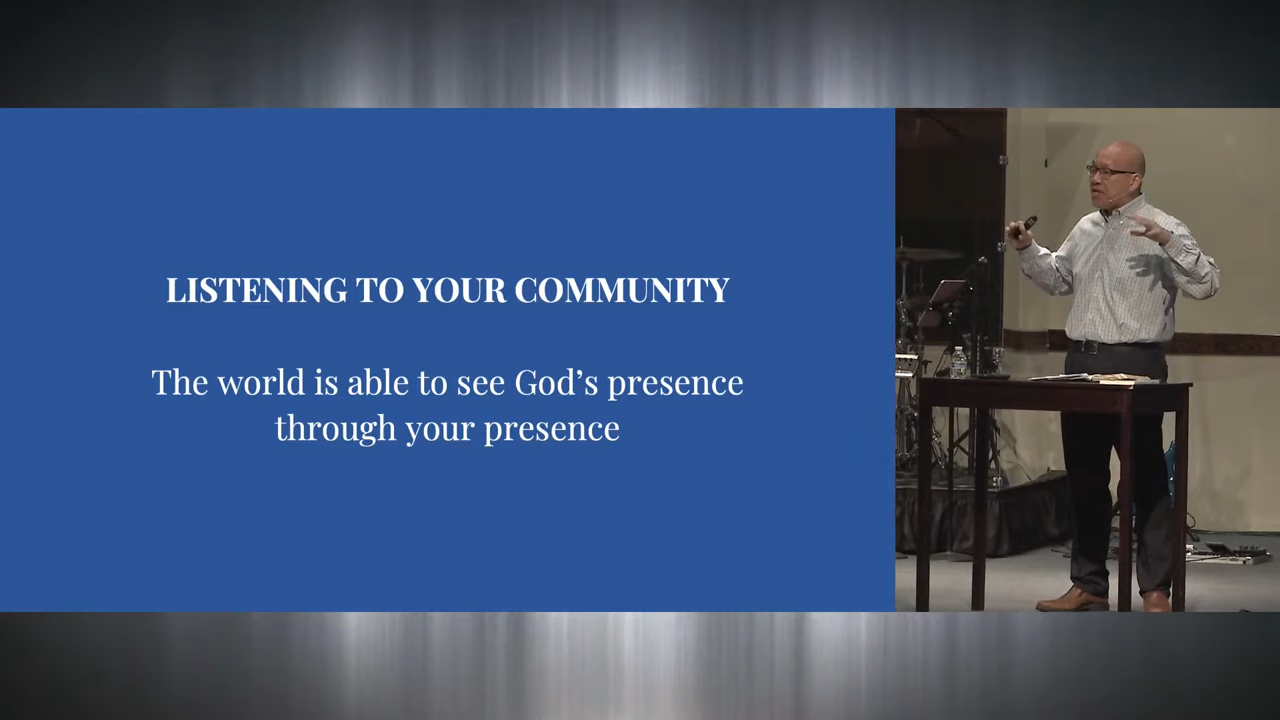 LISTENING TO YOUR COMMUNITY
The world is able to see God’s presence
through your presence